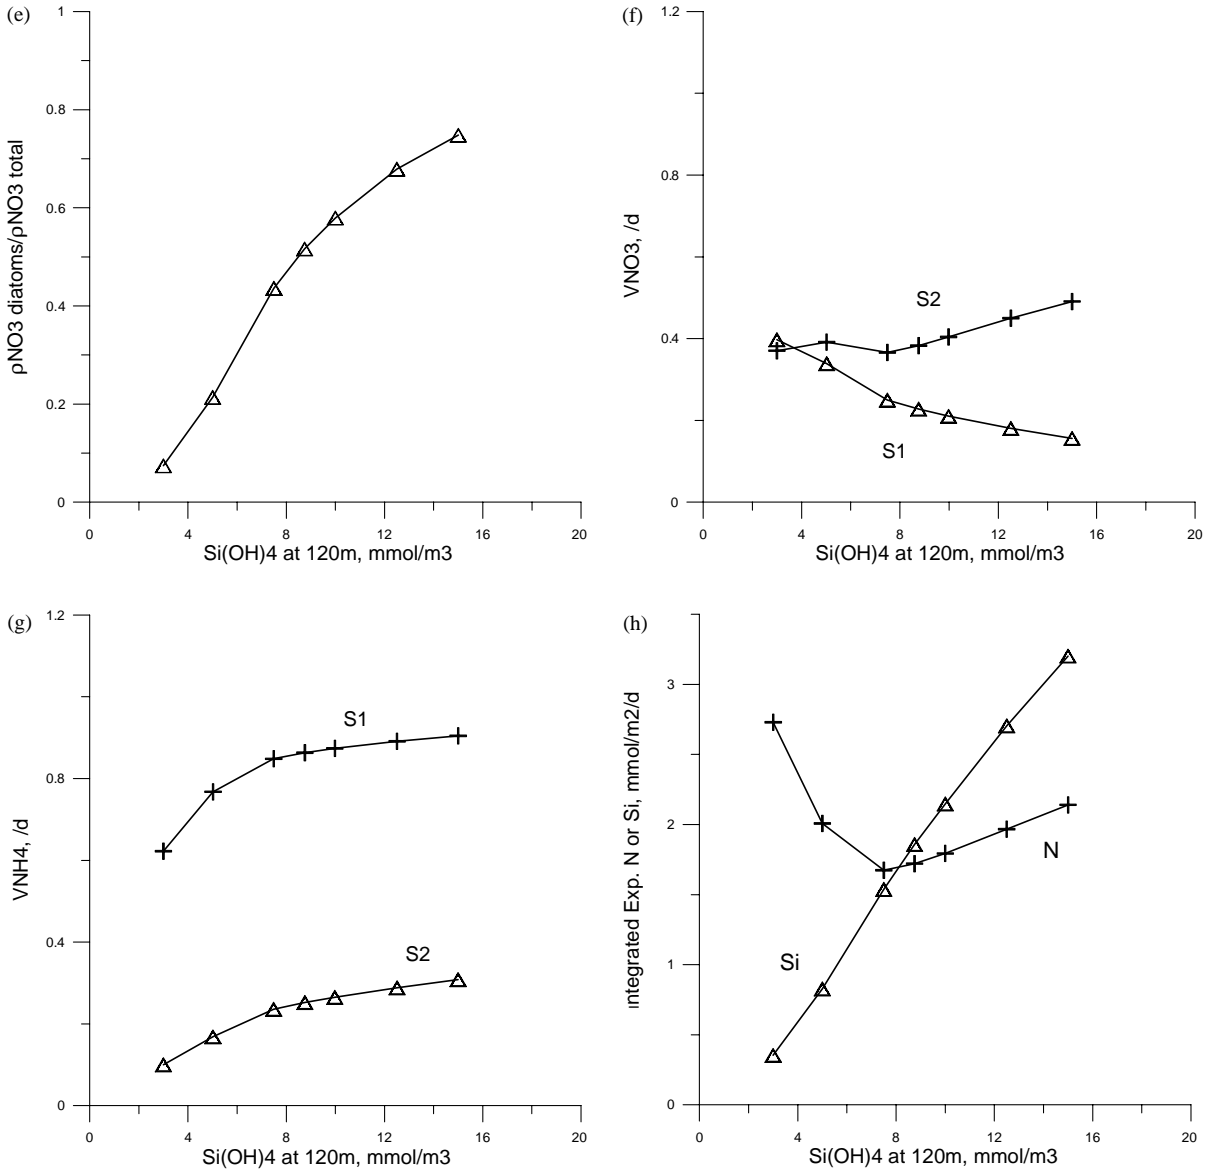 (e)
1
0.8
0.6
0.4
0.2
0
ρNO3 diatoms/ρNO3 total
0 4 8 12 16 20
Si(OH)4 at 120m, mmol/m3
(f)
1.2
0.8
0.4
0
VNO3, /d
S2
S1
0 4 8 12 16 20
Si(OH)4 at 120m, mmol/m3
(g)
1.2
0.8
0.4
0
VNH4, /d
S1
S2
0 4 8 12 16 20
Si(OH)4 at 120m, mmol/m3
(h)
3
2
1
0
Integrated Exp. N or Si, mmol/m2/d
Si
N
0 4 8 12 16 20
Si(OH)4 at 120m, mmol/m3